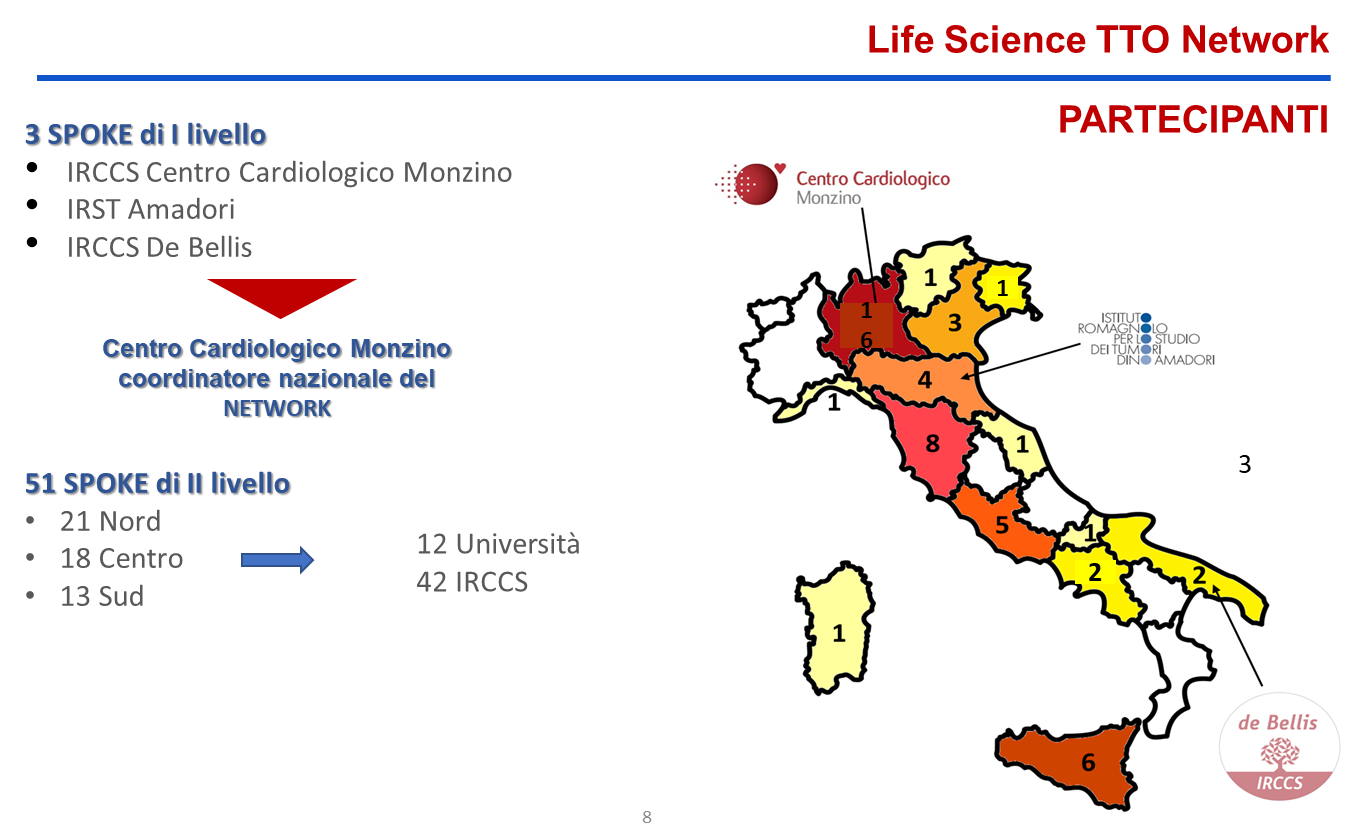 Life Science TTO Network
PARTECIPANTI
3 SPOKE di I livello
• IRCCS Centro Cardiologico Monzino
• IRST Amadori
• IRCCS De Bellis
Centro Cardiologico Monzino
coordinatore nazionale del
NETWORK
51 SPOKE di II livello
• 21 Nord
• 18 Centro
• 13 Sud
12 Università
42 IRCCS
Centro Cardiologico
Monzino
1
1
3
1
6
ISTITUTO
ROMAGNOLO
PER LO STUDIO
DEI TUMORI
DINO AMADORI
4
1
8
1
3
5
1
2
2
1
6
de Bellis
IRCCS
8